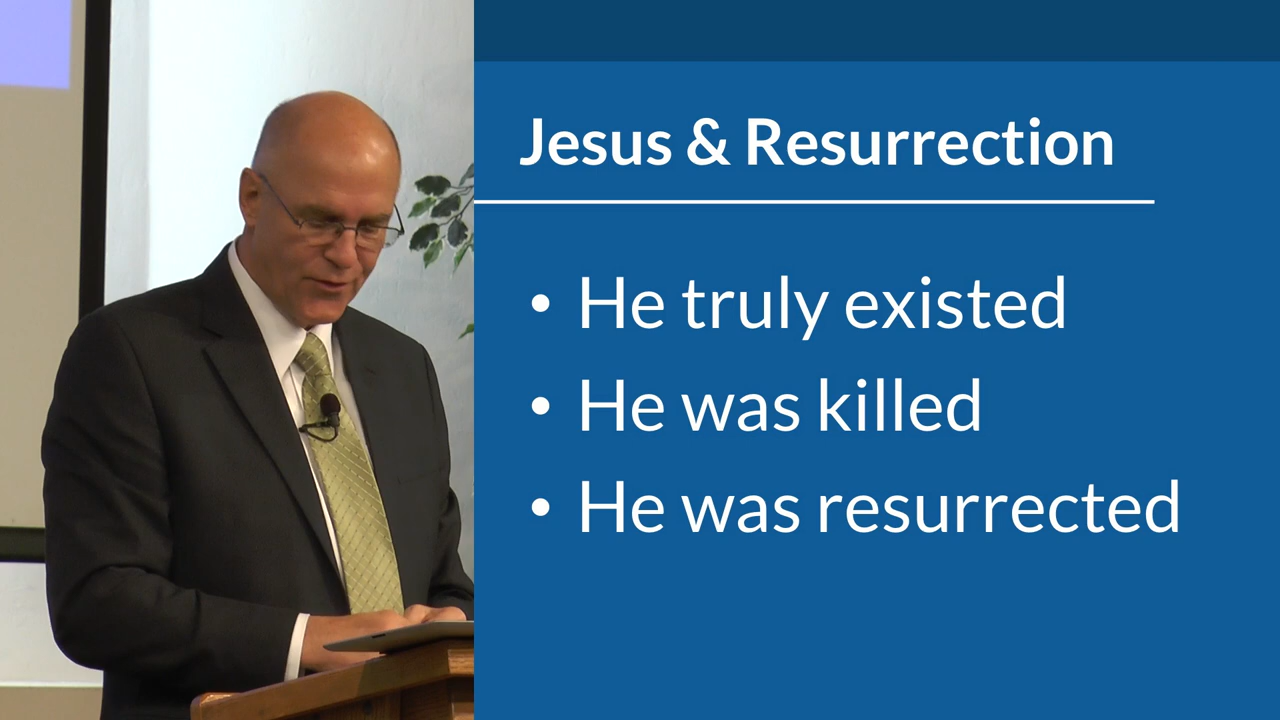 Jesus & Resurrection
• He truly existed
• He was killed
• He was resurrected